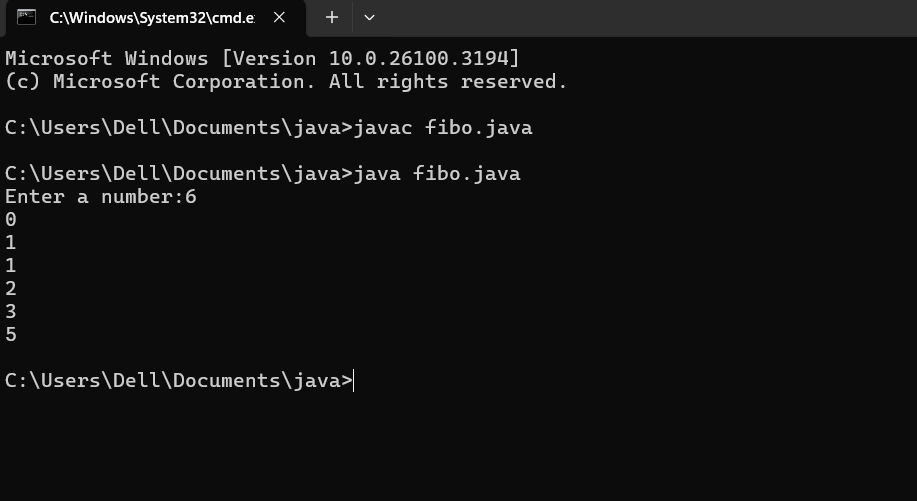 C:\Windows\System32\cmd.e
Microsoft Windows [Version 10.0.26100.3194]
(c) Microsoft Corporation. All rights reserved.
C:\Users\Dell\Documents\java>javac fibo.java
C:\Users\Dell\Documents\java>java fibo.java
Enter a number:6
0
1
1
2
3
5
C:\Users\Dell\Documents\java>